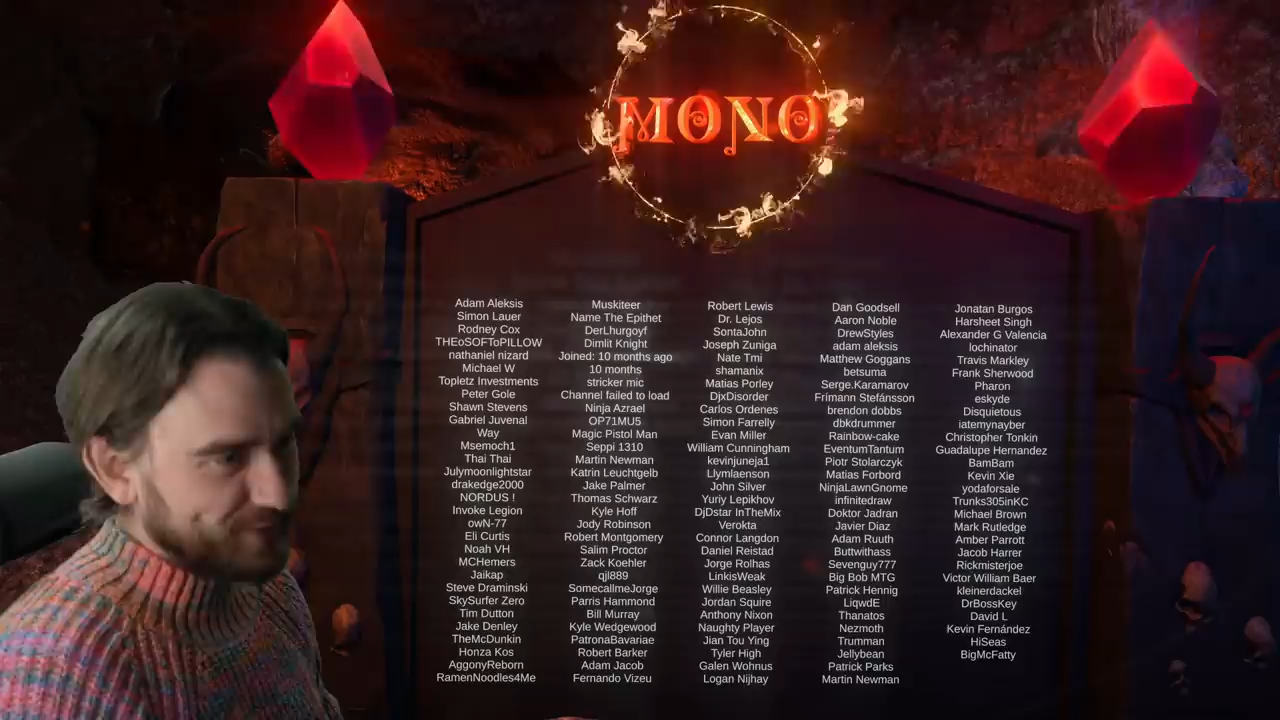 MONO
Adam Aleksis
Simon Lauer
Rodney Cox
THEoSOFToPILLOW
nathaniel nizard
Michael W
Topletz Investments
Peter Gole
Shawn Stevens
Gabriel Juvenal
Way
Msemoch1
Thai Thai
Julymoonlightstar
drakedge2000
NORDUS !
Invoke Legion
owN-77
Eli Curtis
Noah VH
MCHemers
Jaikap
Steve Draminski
SkySurfer Zero
Tim Dutton
Jake Denley
TheMcDunkin
Honza Kos
AggonyReborn
RamenNoodles4Me
Muskiteer
Name The Epithet
DerLhurgoyf
Dimlit Knight
Joined: 10 months ago
10 months
stricker mic
Channel failed to load
Ninja Azrael
OP71MU5
Magic Pistol Man
Seppi 1310
Martin Newman
Katrin Leuchtgelb
Jake Palmer
Thomas Schwarz
Kyle Hoff
Jody Robinson
Robert Montgomery
Salim Proctor
Zack Koehler
qjl889
SomecallmeJorge
Parris Hammond
Bill Murray
Kyle Wedgewood
PatronaBavariae
Robert Barker
Adam Jacob
Fernando Vizeu
Robert Lewis
Dr. Lejos
SontaJohn
Joseph Zuniga
Nate Tmi
shamanix
Matias Porley
DjxDisorder
Carlos Ordenes
Simon Farrelly
Evan Miller
William Cunningham
kevinjuneja1
Llymlaenson
John Silver
Yuriy Lepikhov
DjDstar InTheMix
Verokta
Connor Langdon
Daniel Reistad
Jorge Rolhas
LinkisWeak
Willie Beasley
Jordan Squire
Anthony Nixon
Naughty Player
Jian Tou Ying
Tyler High
Galen Wohnus
Logan Nijhay
Dan Goodsell
Aaron Noble
DrewStyles
adam aleksis
Matthew Goggans
betsuma
Serge.Karamarov
Frímann Stefánsson
brendon dobbs
dbkdrummer
Rainbow-cake
EventumTantum
Piotr Stolarczyk
Matias Forbord
NinjaLawnGnome
infinitedraw
Doktor Jadran
Javier Diaz
Adam Ruuth
Buttwithass
Sevenguy777
Big Bob MTG
Patrick Hennig
LiqwdE
Thanatos
Nezmoth
Trumman
Jellybean
Patrick Parks
Martin Newman
Jonatan Burgos
Harsheet Singh
Alexander G Valencia
lochinator
Travis Markley
Frank Sherwood
Pharon
eskyde
Disquietous
iatemynayber
Christopher Tonkin
Guadalupe Hernandez
BamBam
Kevin Xie
yodaforsale
Trunks305inKC
Michael Brown
Mark Rutledge
Amber Parrott
Jacob Harrer
Rickmisterjoe
Victor William Baer
kleinerdackel
DrBossKey
David L
Kevin Fernández
HiSeas
BigMcFatty